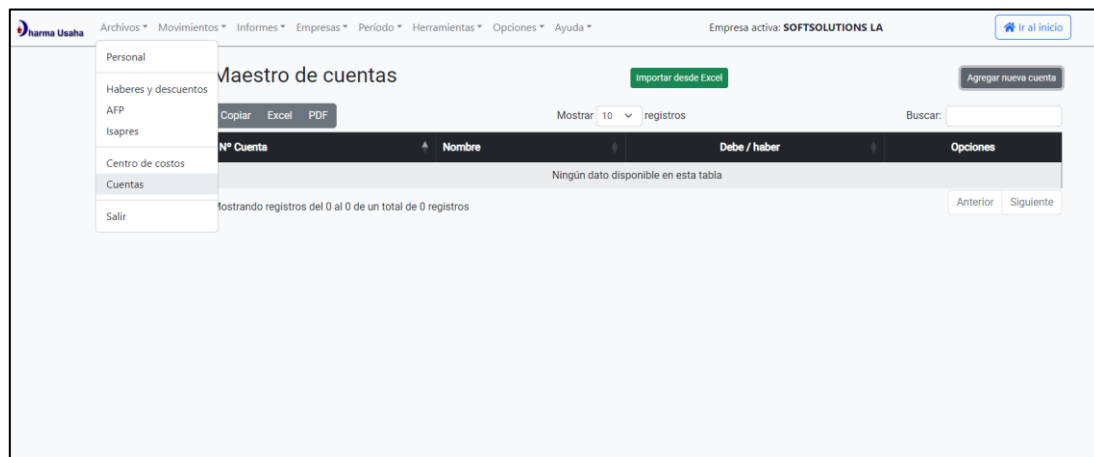 Dharma Usaha Archivos Movimientos Informes Empresas Período Herramientas Opciones Ayuda Empresa activa: SOFTSOLUTIONS LA Ir al inicio
Personal
Haberes y descuentos
AFP
Isapres
Centro de costos
Cuentas
Salir
Maestro de cuentas Importar desde Excel Agregar nueva cuenta
Copiar Excel PDF Mostrar 10 registros Buscar:
Nº Cuenta Nombre Debe / haber Opciones
Ningún dato disponible en esta tabla
Mostrando registros del 0 al 0 de un total de 0 registros Anterior Siguiente